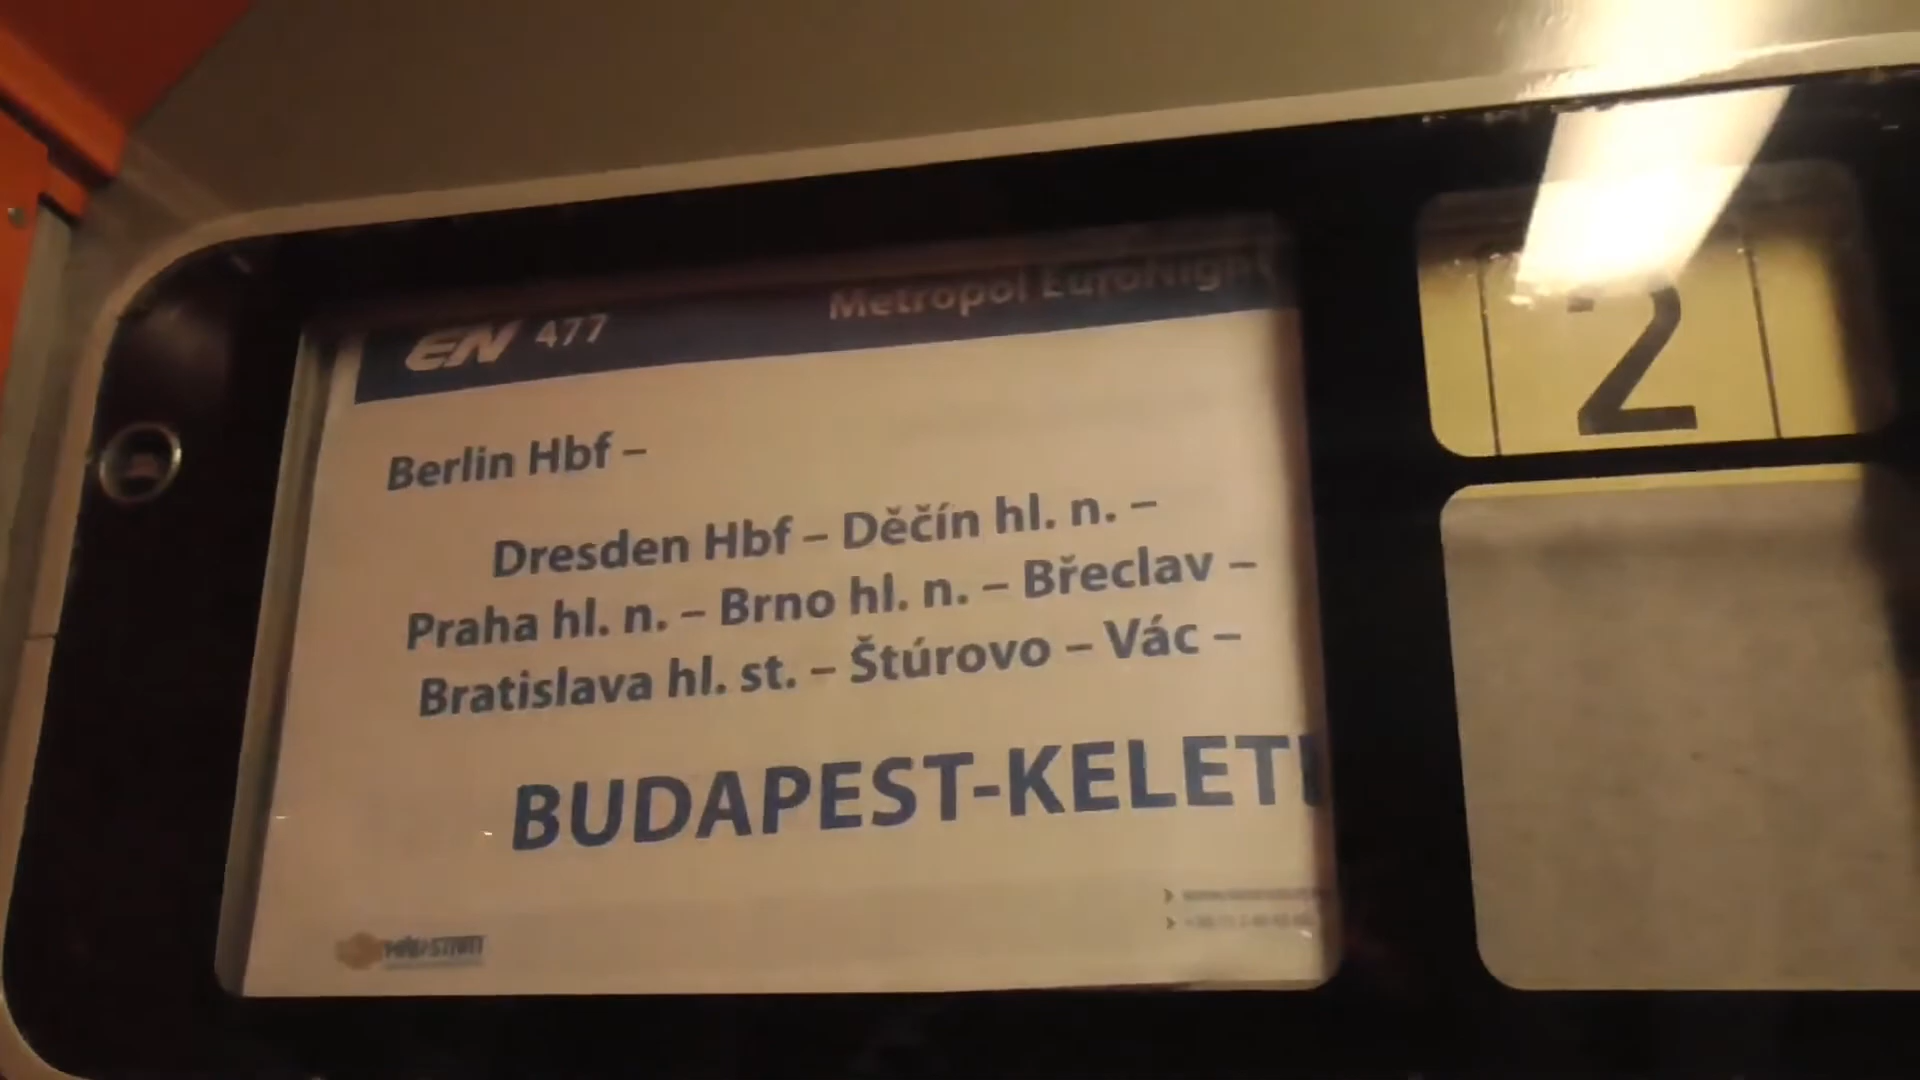 EN 477 Metropol EuroNight
2
Berlin Hbf –
Dresden Hbf – Děčín hl. n. –
Praha hl. n. – Brno hl. n. – Břeclav –
Bratislava hl. st. – Štúrovo – Vác –
BUDAPEST-KELETI